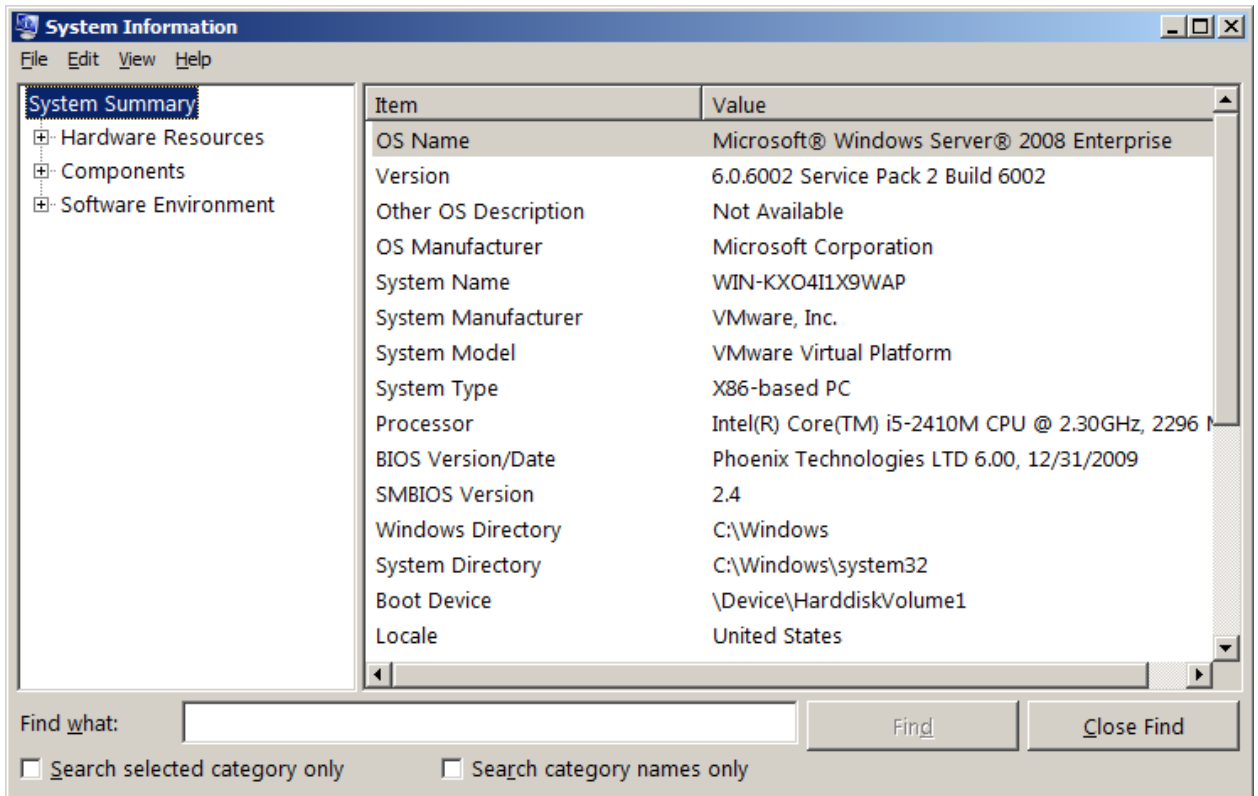 System Information
File Edit View Help
System Summary
Hardware Resources
Components
Software Environment
Item Value
OS Name Microsoft® Windows Server® 2008 Enterprise
Version 6.0.6002 Service Pack 2 Build 6002
Other OS Description Not Available
OS Manufacturer Microsoft Corporation
System Name WIN-KXO4I1X9WAP
System Manufacturer VMware, Inc.
System Model VMware Virtual Platform
System Type X86-based PC
Processor Intel(R) Core(TM) i5-2410M CPU @ 2.30GHz, 2296
BIOS Version/Date Phoenix Technologies LTD 6.00, 12/31/2009
SMBIOS Version 2.4
Windows Directory C:\Windows
System Directory C:\Windows\system32
Boot Device \Device\HarddiskVolume1
Locale United States
Find what: Find Close Find
Search selected category only Search category names only